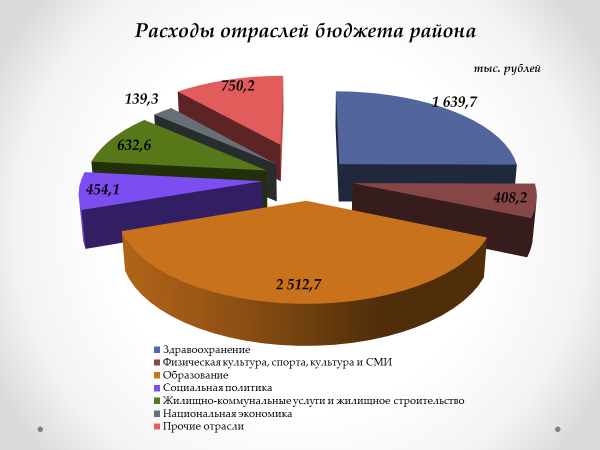 Расходы отраслей бюджета района
тыс. рублей
750,2
139,3
1 639,7
632,6
454,1
408,2
2 512,7
Здравоохранение
Физическая культура, спорта, культура и СМИ
Образование
Социальная политика
Жилищно-коммунальные услуги и жилищное строительство
Национальная экономика
Прочие отрасли